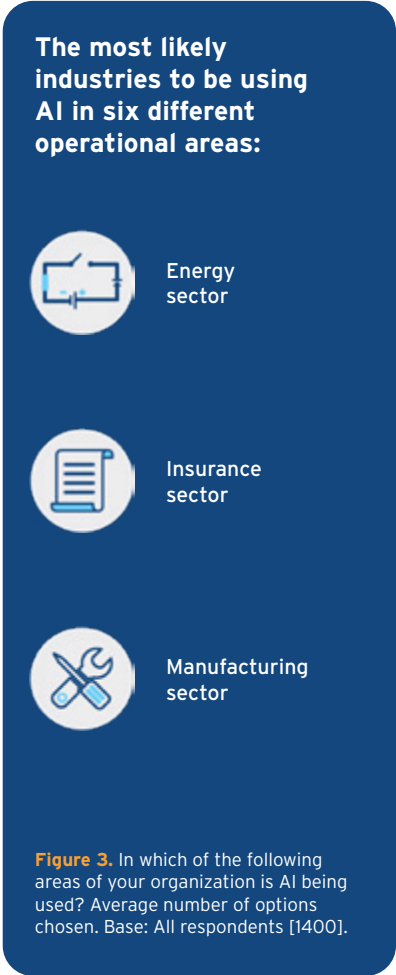 The most likely
industries to be using
AI in six different
operational areas:
Energy
sector
Insurance
sector
Manufacturing
sector
Figure 3. In which of the following
areas of your organization is AI being
used? Average number of options
chosen. Base: All respondents [1400].